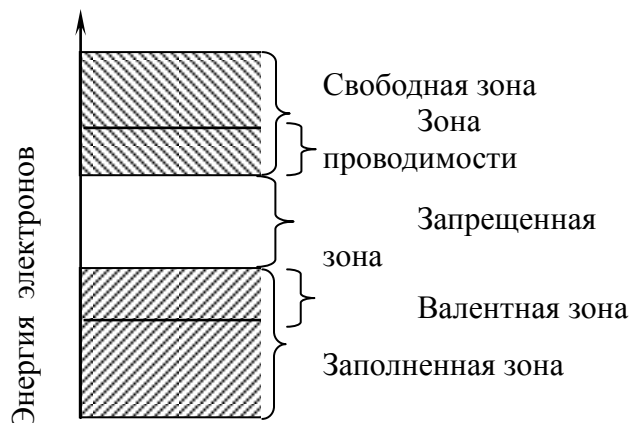 Энергия электронов
Свободная зона
Зона
проводимости
Запрещенная
зона
Валентная зона
Заполненная зона